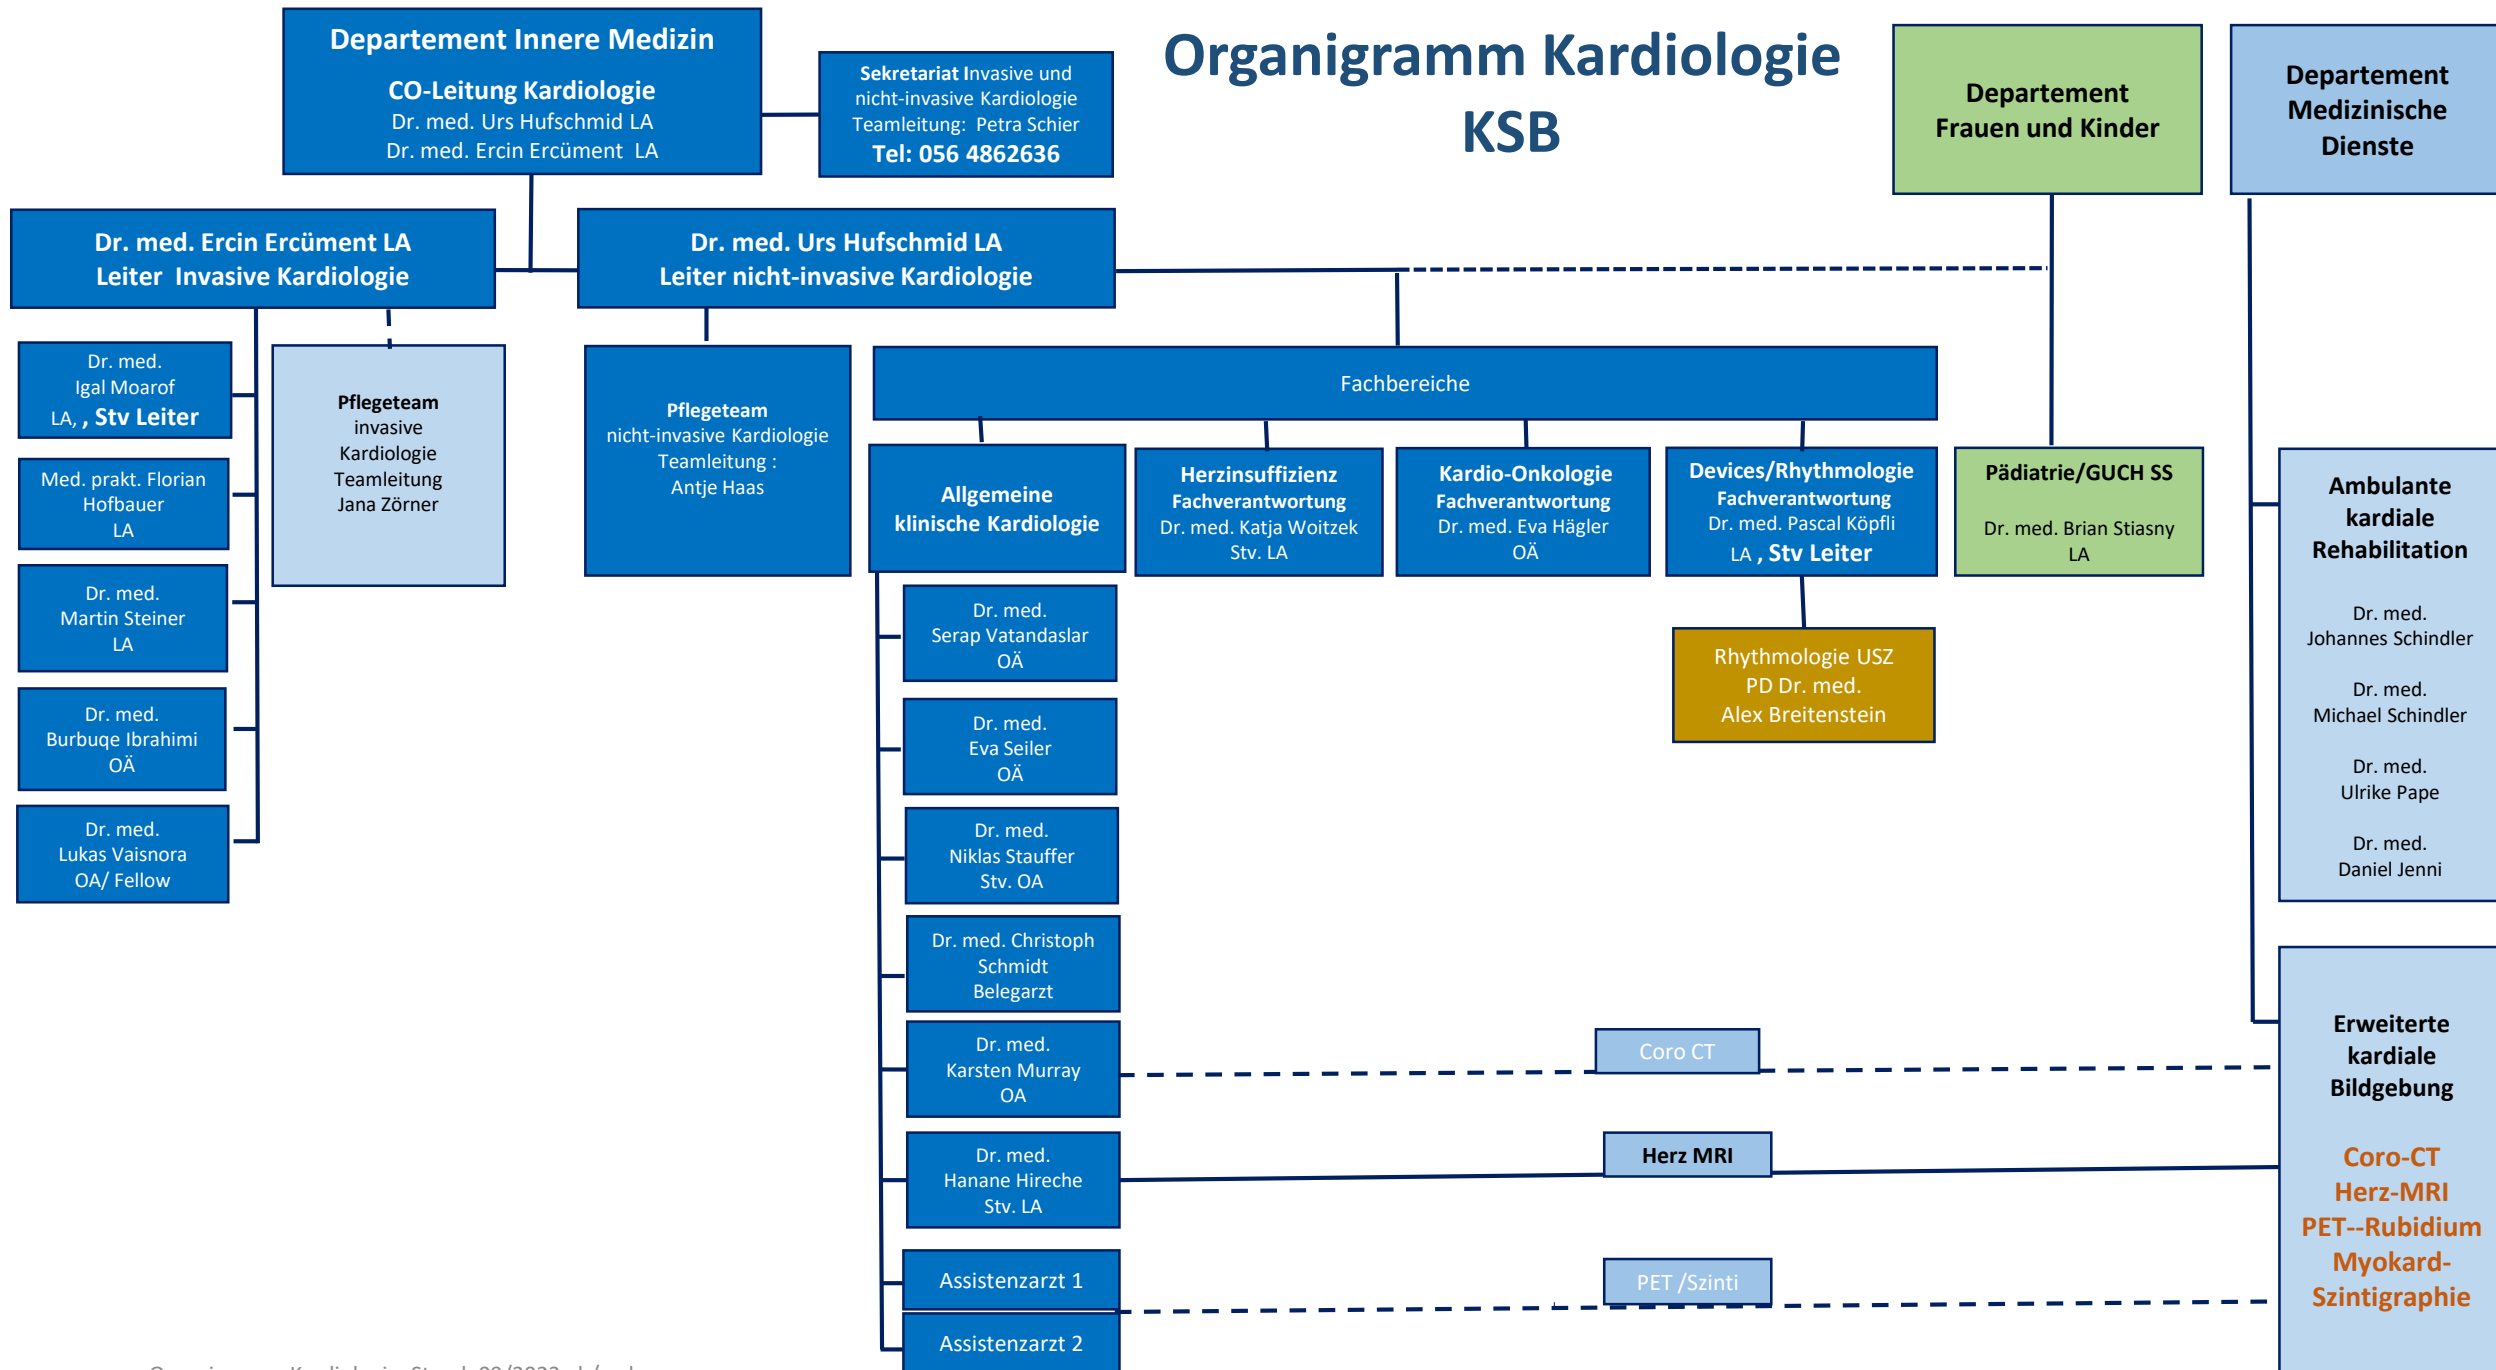 Departement Innere Medizin
CO-Leitung Kardiologie
Dr. med. Urs Hufschmid LA
Dr. med. Ercin Ercüment LA
Sekretariat Invasive und
nicht-invasive Kardiologie
Teamleitung: Petra Schier
Tel: 056 4862636
Organigramm Kardiologie
KSB
Departement
Frauen und Kinder
Departement
Medizinische
Dienste
Dr. med. Ercin Ercüment LA
Leiter Invasive Kardiologie
Dr. med. Urs Hufschmid LA
Leiter nicht-invasive Kardiologie
Dr. med.
Igal Moarof
LA, , Stv Leiter
Med. prakt. Florian
Hofbauer
LA
Dr. med.
Martin Steiner
LA
Dr. med.
Burbuqe Ibrahimi
OÄ
Dr. med.
Lukas Vaisnora
OA/ Fellow
Pflegeteam
invasive
Kardiologie
Teamleitung
Jana Zörner
Pflegeteam
nicht-invasive Kardiologie
Teamleitung :
Antje Haas
Fachbereiche
Allgemeine
klinische Kardiologie
Herzinsuffizienz
Fachverantwortung
Dr. med. Katja Woitzek
Stv. LA
Kardio-Onkologie
Fachverantwortung
Dr. med. Eva Hägler
OÄ
Devices/Rhythmologie
Fachverantwortung
Dr. med. Pascal Köpfli
LA , Stv Leiter
Pädiatrie/GUCH SS
Dr. med. Brian Stiasny
LA
Rhythmologie USZ
PD Dr. med.
Alex Breitenstein
Dr. med.
Serap Vatandaslar
OÄ
Dr. med.
Eva Seiler
OÄ
Dr. med.
Niklas Stauffer
Stv. OA
Dr. med. Christoph
Schmidt
Belegarzt
Dr. med.
Karsten Murray
OA
Dr. med.
Hanane Hireche
Stv. LA
Assistenzarzt 1
Assistenzarzt 2
Coro CT
Herz MRI
PET /Szinti
Ambulante
kardiale
Rehabilitation
Dr. med.
Johannes Schindler
Dr. med.
Michael Schindler
Dr. med.
Ulrike Pape
Dr. med.
Daniel Jenni
Erweiterte
kardiale
Bildgebung
Coro-CT
Herz-MRI
PET--Rubidium
Myokard-
Szintigraphie